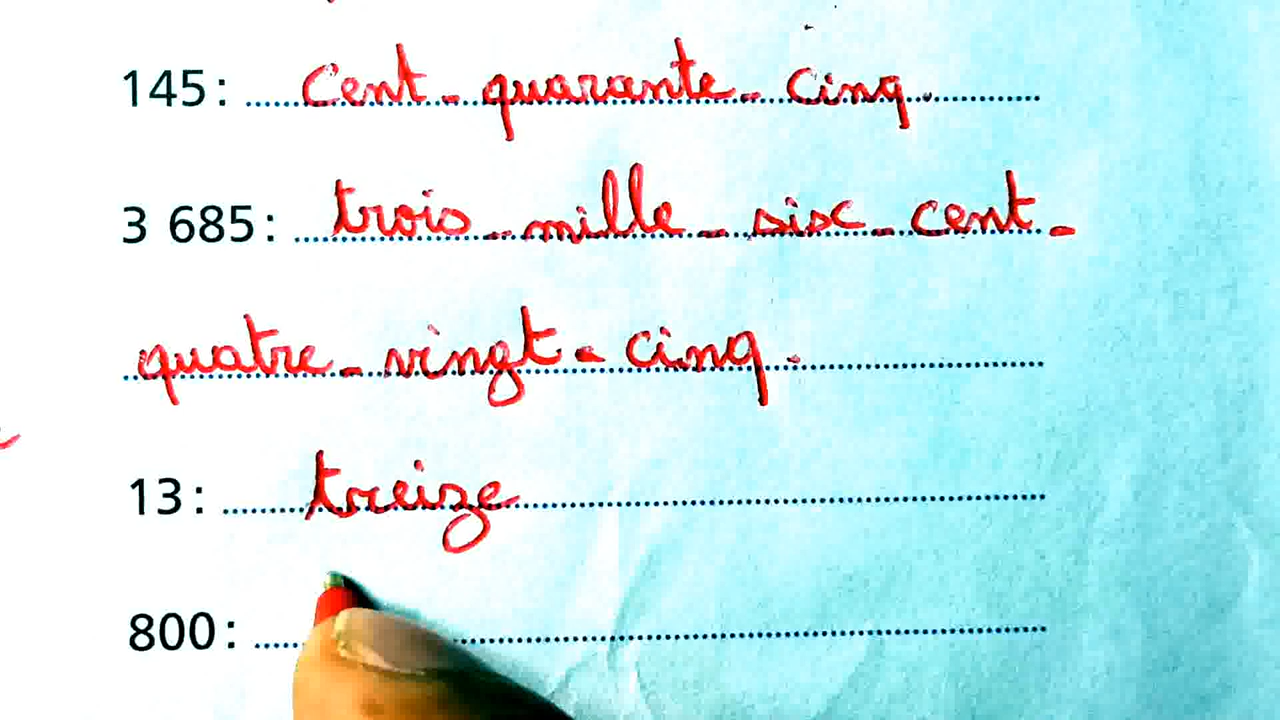 145 : cent-quarante-cinq.
3 685 : trois-mille-six-cent-
quatre-vingt-cinq.
13 : treize
800 :